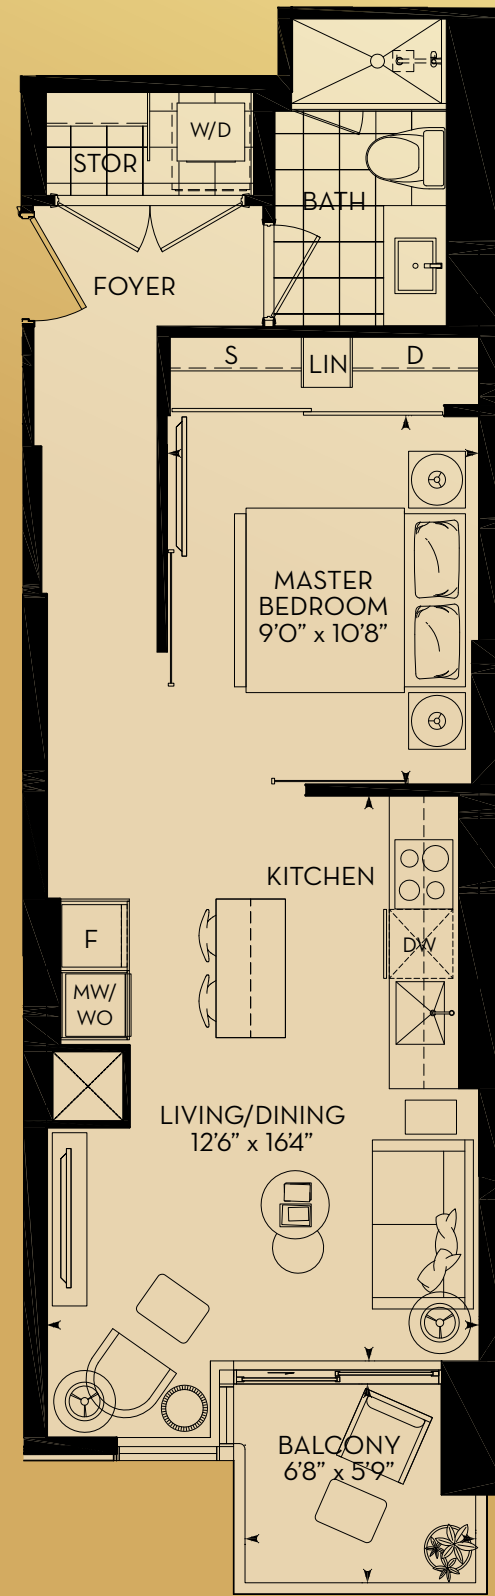 W/D
STOR
BATH
FOYER
S
LIN
D
MASTER
BEDROOM
9'0" x 10'8"
KITCHEN
F
DW
MW/
WO
LIVING/DINING
12'6" x 16'4"
BALCONY
6'8" x 5'9"